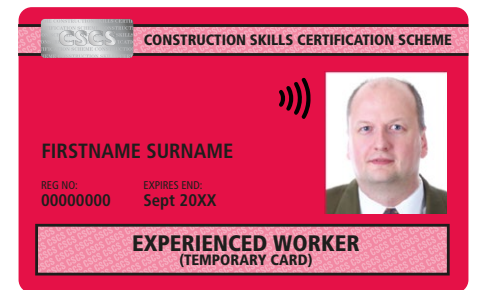 cscs CONSTRUCTION SKILLS CERTIFICATION SCHEME
FIRSTNAME SURNAME
REG NO: EXPIRES END:
00000000 Sept 20XX
EXPERIENCED WORKER
(TEMPORARY CARD)